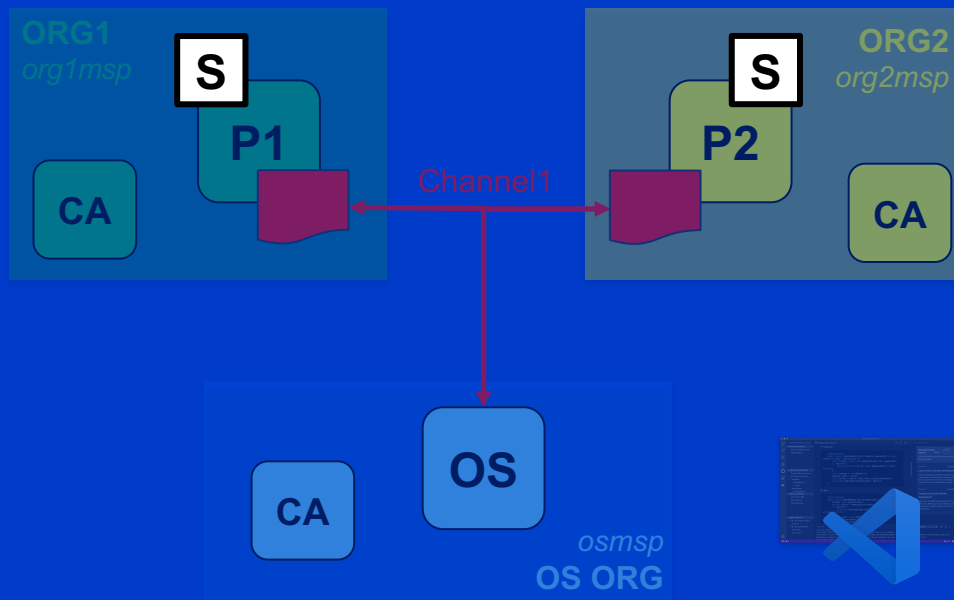 ORG1
org1msp
S
P1
CA
Channel1
S
P2
ORG2
org2msp
CA
CA
OS
osmsp
OS ORG